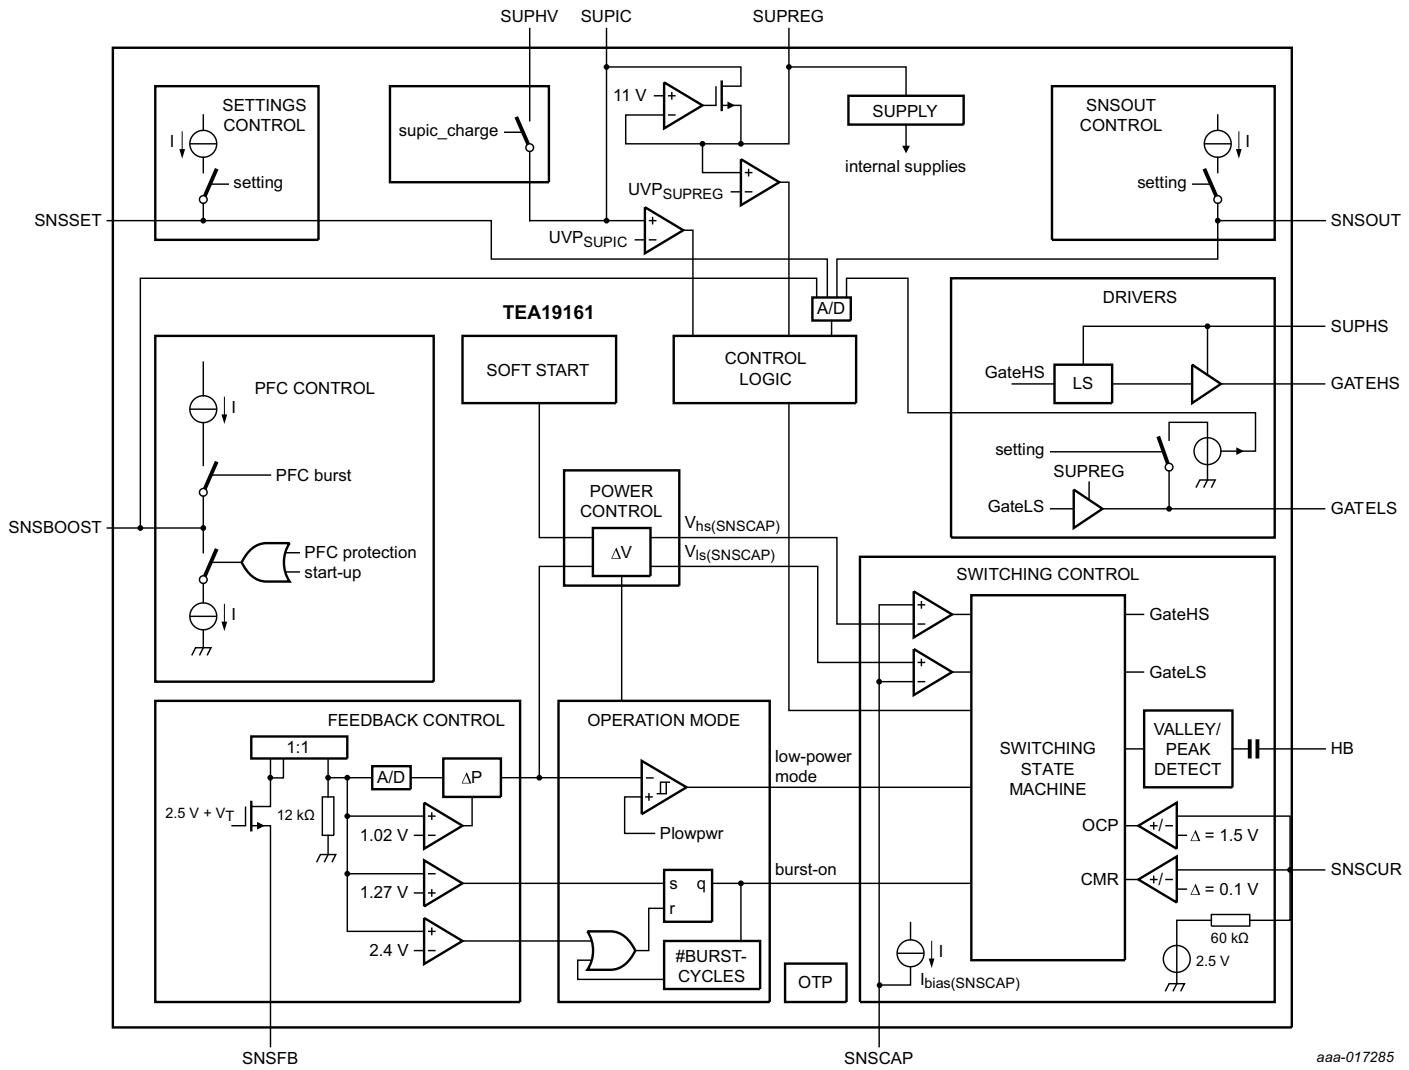 SUPHV
SUPIC
SUPREG
SETTINGS
CONTROL
I
setting
SNSSET
supic_charge
11 V
+
−
UVPSUPREG
+
−
UVPSUPIC
+
−
SUPPLY
internal supplies
SNSOUT
CONTROL
I
setting
SNSOUT
A/D
TEA19161
SOFT START
CONTROL
LOGIC
DRIVERS
SUPHS
GateHS
LS
GATEHS
setting
SUPREG
GateLS
GATELS
PFC CONTROL
I
PFC burst
SNSBOOST
PFC protection
start-up
I
POWER
CONTROL
ΔV
Vhs(SNSCAP)
Vls(SNSCAP)
SWITCHING CONTROL
+
−
+
−
GateHS
GateLS
SWITCHING
STATE
MACHINE
VALLEY/
PEAK
DETECT
HB
OCP
+/−
Δ = 1.5 V
CMR
+/−
Δ = 0.1 V
SNSCUR
60 kΩ
2.5 V
I
Ibias(SNSCAP)
FEEDBACK CONTROL
1:1
A/D
ΔP
2.5 V + VT
12 kΩ
+
1.02 V
−
−
1.27 V
+
+
2.4 V
−
OPERATION MODE
−
+
Plowpwr
low-power
mode
s
q
r
burst-on
#BURST-
CYCLES
OTP
SNSFB
SNSCAP
aaa-017285